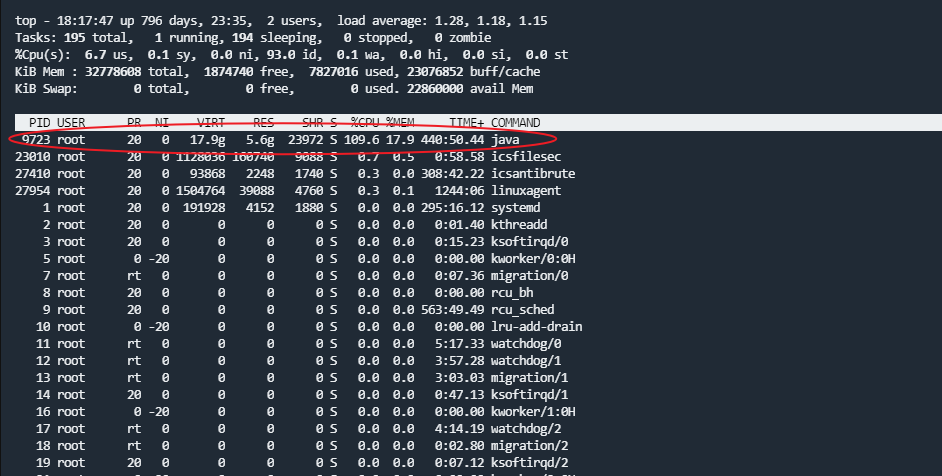 top - 18:17:47 up 796 days, 23:35,  2 users,  load average: 1.28, 1.18, 1.15
Tasks: 195 total,   1 running, 194 sleeping,   0 stopped,   0 zombie
%Cpu(s):  6.7 us,  0.1 sy,  0.0 ni, 93.0 id,  0.1 wa,  0.0 hi,  0.0 si,  0.0 st
KiB Mem : 32778608 total,  1874740 free,  7827016 used, 23076852 buff/cache
KiB Swap:        0 total,        0 free,        0 used. 22860000 avail Mem
PID USER      PR  NI    VIRT    RES    SHR S  %CPU %MEM     TIME+ COMMAND
9723 root      20   0   17.9g   5.6g  23972 S 109.6 17.9 440:50.44 java
23010 root      20   0 1128036 160740   9088 S   0.7  0.5   0:58.58 icsfilesec
27410 root      20   0   93868   2248   1740 S   0.3  0.0 308:42.22 icsantibrute
27954 root      20   0 1504764  39088   4760 S   0.3  0.1   1244:06 linuxagent
1 root      20   0  191928   4152   1880 S   0.0  0.0 295:16.12 systemd
2 root      20   0       0      0      0 S   0.0  0.0   0:01.40 kthreadd
3 root      20   0       0      0      0 S   0.0  0.0   0:15.23 ksoftirqd/0
5 root       0 -20       0      0      0 S   0.0  0.0   0:00.00 kworker/0:0H
7 root      rt   0       0      0      0 S   0.0  0.0   0:07.36 migration/0
8 root      20   0       0      0      0 S   0.0  0.0   0:00.00 rcu_bh
9 root      20   0       0      0      0 S   0.0  0.0 563:49.49 rcu_sched
10 root       0 -20       0      0      0 S   0.0  0.0   0:00.00 lru-add-drain
11 root      rt   0       0      0      0 S   0.0  0.0   5:17.33 watchdog/0
12 root      rt   0       0      0      0 S   0.0  0.0   3:57.28 watchdog/1
13 root      rt   0       0      0      0 S   0.0  0.0   3:03.03 migration/1
14 root      20   0       0      0      0 S   0.0  0.0   0:47.13 ksoftirqd/1
16 root       0 -20       0      0      0 S   0.0  0.0   0:00.00 kworker/1:0H
17 root      rt   0       0      0      0 S   0.0  0.0   4:14.19 watchdog/2
18 root      rt   0       0      0      0 S   0.0  0.0   0:02.80 migration/2
19 root      20   0       0      0      0 S   0.0  0.0   0:07.12 ksoftirqd/2